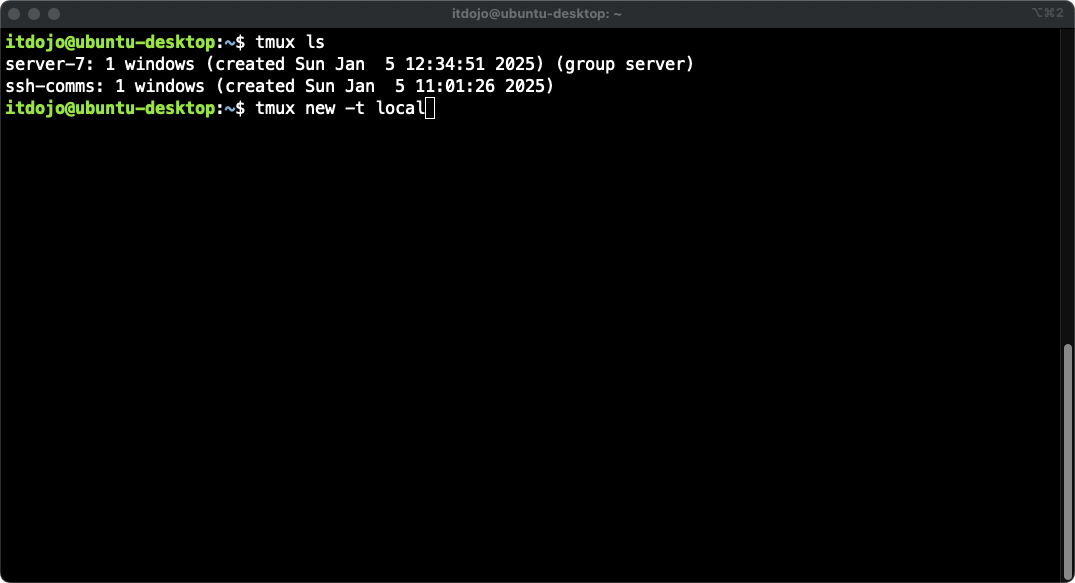 itdojo@ubuntu-desktop: ~
⌥⌘2
itdojo@ubuntu-desktop:~$ tmux ls
server-7: 1 windows (created Sun Jan  5 12:34:51 2025) (group server)
ssh-comms: 1 windows (created Sun Jan  5 11:01:26 2025)
itdojo@ubuntu-desktop:~$ tmux new -t local